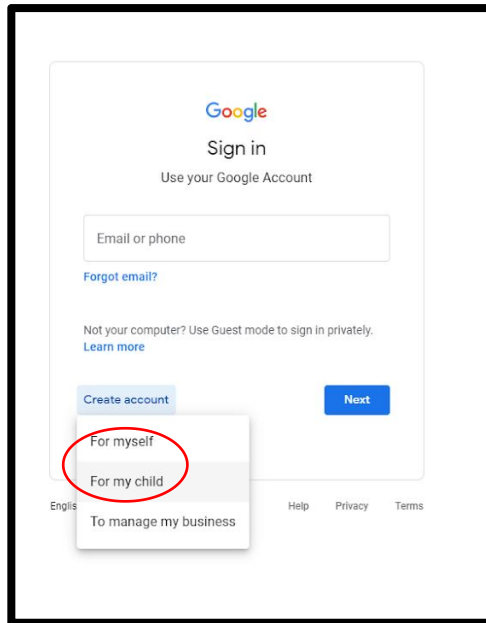 Google
Sign in
Use your Google Account
Email or phone
Forgot email?
Not your computer? Use Guest mode to sign in privately.
Learn more
Create account Next
For myself
For my child
Englis Help Privacy Terms
To manage my business